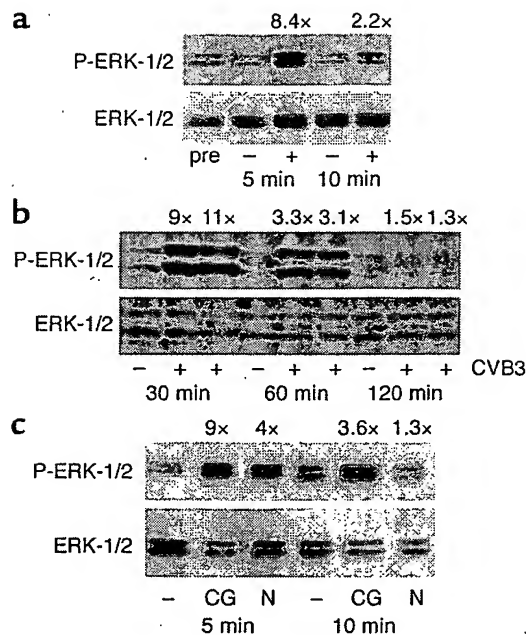 a
8.4× 2.2×
P-ERK-1/2
ERK-1/2
pre − + − +
5 min 10 min
b
9× 11× 3.3× 3.1× 1.5× 1.3×
P-ERK-1/2
ERK-1/2
− + + − + + − + + CVB3
30 min 60 min 120 min
c
9× 4× 3.6× 1.3×
P-ERK-1/2
ERK-1/2
− CG N − CG N
5 min 10 min